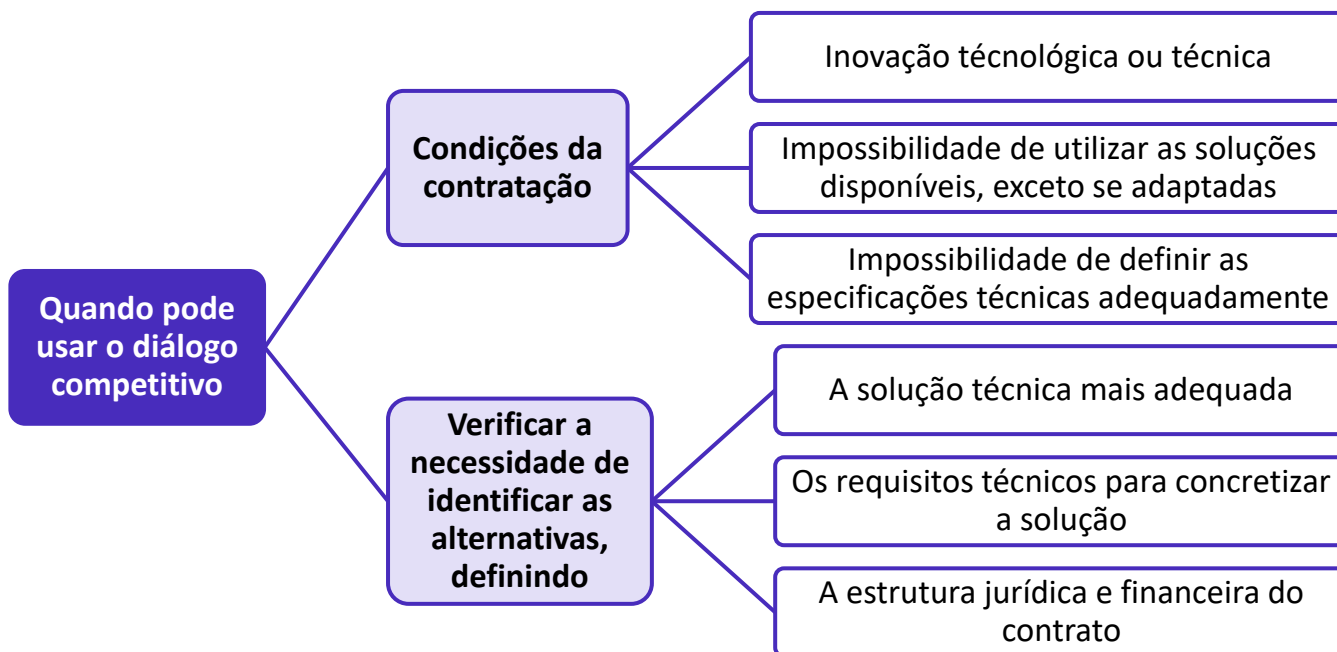 Quando pode
usar o diálogo
competitivo
Condições da
contratação
Inovação técnológica ou técnica
Impossibilidade de utilizar as soluções
disponíveis, exceto se adaptadas
Impossibilidade de definir as
especificações técnicas adequadamente
Verificar a
necessidade de
identificar as
alternativas,
definindo
A solução técnica mais adequada
Os requisitos técnicos para concretizar
a solução
A estrutura jurídica e financeira do
contrato